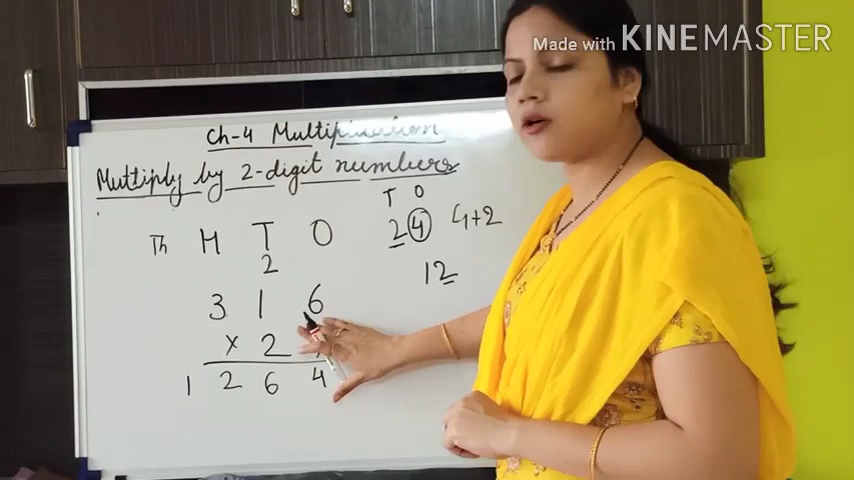 Made with KINEMASTER
Ch-4 Multiplication
Multiply by 2-digit numbers
T O
Th H T O 2 4 4+2
2 12
3 1 6
x 2
1 2 6 4